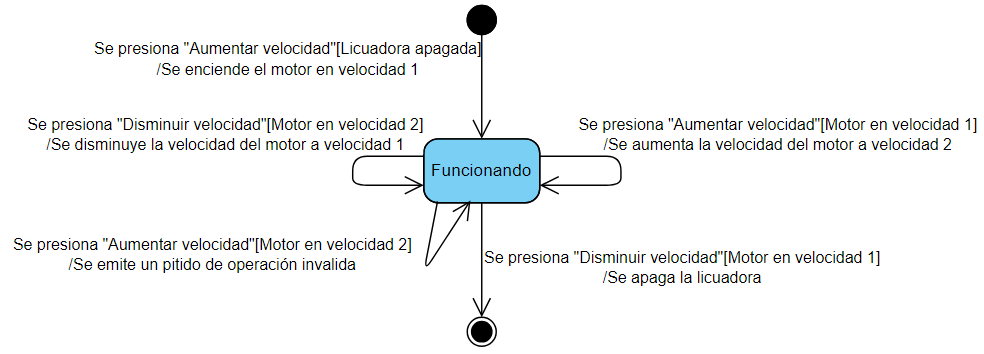 Se presiona "Aumentar velocidad"[Licuadora apagada]
/Se enciende el motor en velocidad 1
Se presiona "Disminuir velocidad"[Motor en velocidad 2]
/Se disminuye la velocidad del motor a velocidad 1
Se presiona "Aumentar velocidad"[Motor en velocidad 1]
/Se aumenta la velocidad del motor a velocidad 2
Funcionando
Se presiona "Aumentar velocidad"[Motor en velocidad 2]
/Se emite un pitido de operación invalida
Se presiona "Disminuir velocidad"[Motor en velocidad 1]
/Se apaga la licuadora